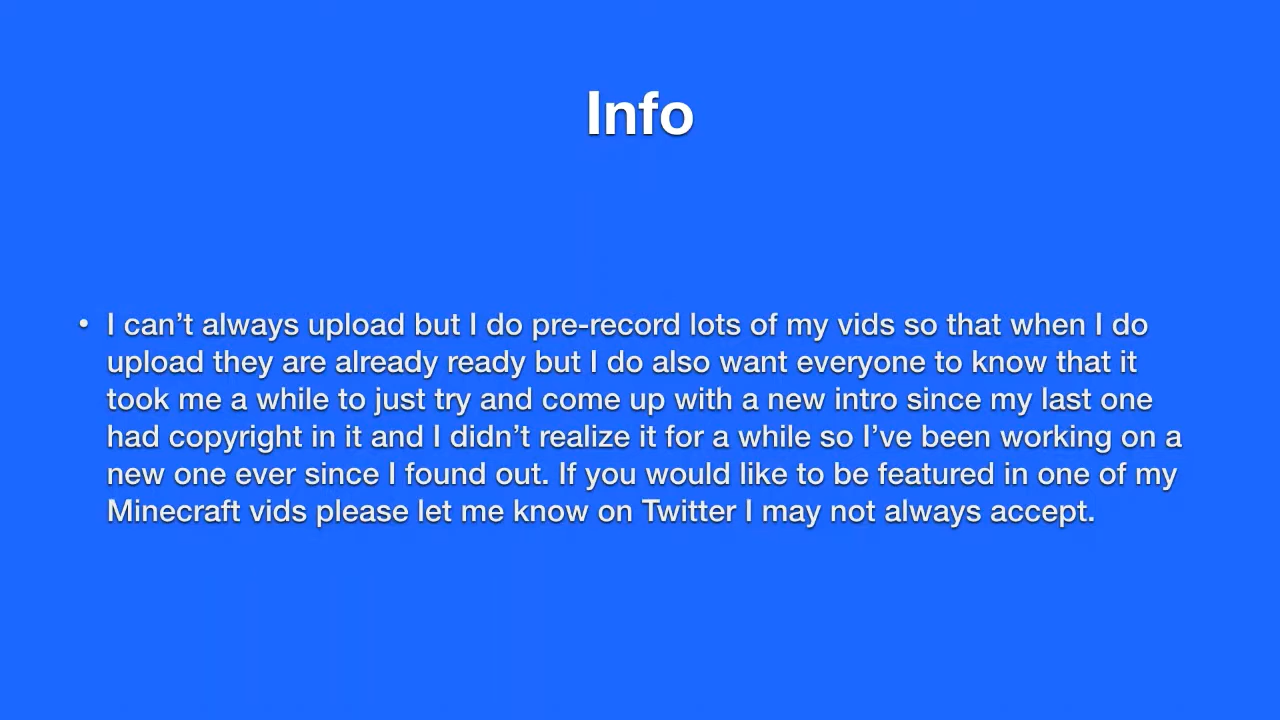 Info
• I can’t always upload but I do pre-record lots of my vids so that when I do
upload they are already ready but I do also want everyone to know that it
took me a while to just try and come up with a new intro since my last one
had copyright in it and I didn’t realize it for a while so I’ve been working on a
new one ever since I found out. If you would like to be featured in one of my
Minecraft vids please let me know on Twitter I may not always accept.